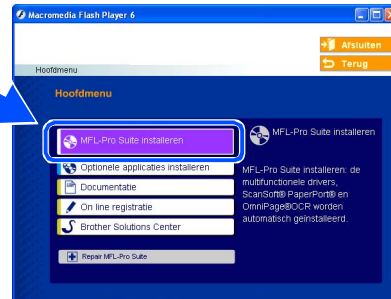 Macromedia Flash Player 6
Afsluiten
Terug
Hoofdmenu
Hoofdmenu
MFL-Pro Suite installeren
Optionele applicaties installeren
Documentatie
On line registratie
Brother Solutions Center
Repair MFL-Pro Suite
MFL-Pro Suite installeren
MFL-Pro Suite installeren: de
multifunctionele drivers,
ScanSoft® PaperPort® en
OmniPage®OCR worden
automatisch geïnstalleerd.